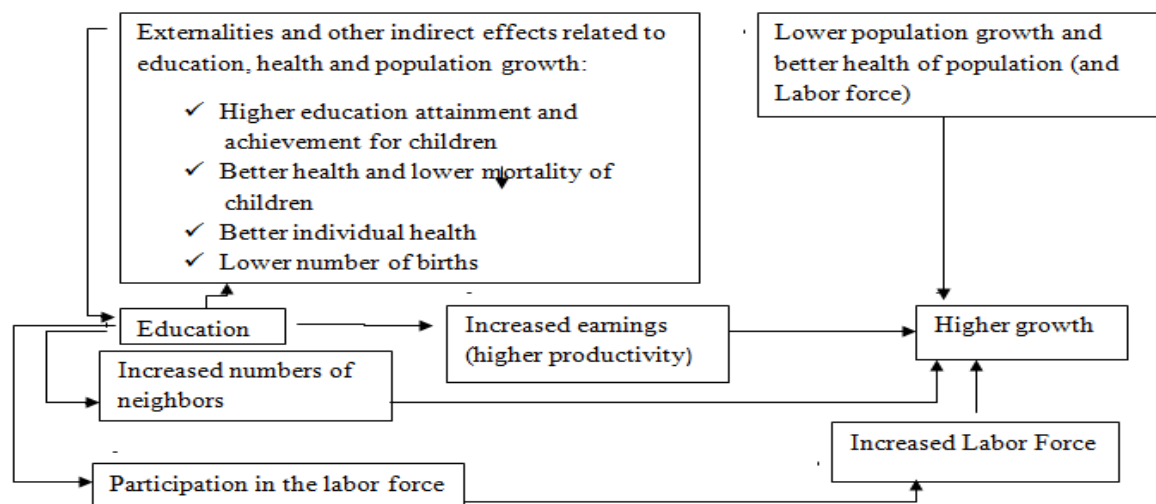 Externalities and other indirect effects related to
education, health and population growth:
✓ Higher education attainment and
achievement for children
✓ Better health and lower mortality of
children
✓ Better individual health
✓ Lower number of births
Lower population growth and
better health of population (and
Labor force)
Education
Increased earnings
(higher productivity)
Higher growth
Increased numbers of
neighbors
Increased Labor Force
Participation in the labor force